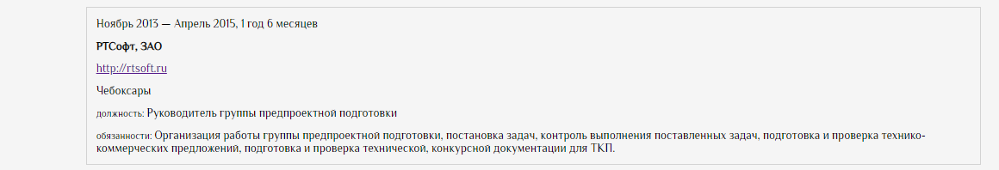 Ноябрь 2013 — Апрель 2015, 1 год 6 месяцев
РТСофт, ЗАО
http://rtsoft.ru
Чебоксары
должность: Руководитель группы предпроектной подготовки
обязанности: Организация работы группы предпроектной подготовки, постановка задач, контроль выполнения поставленных задач, подготовка и проверка технико-
коммерческих предложений, подготовка и проверка технической, конкурсной документации для ТКП.